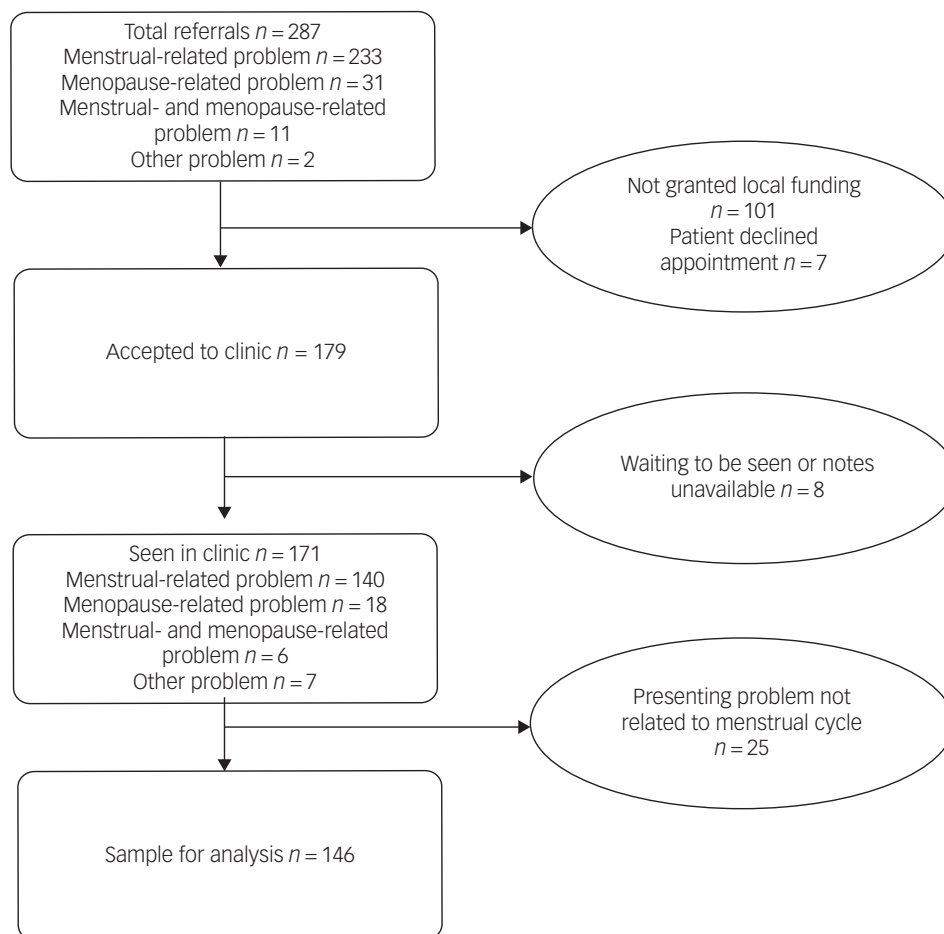 Total referrals n = 287
Menstrual-related problem n = 233
Menopause-related problem n = 31
Menstrual- and menopause-related
problem n = 11
Other problem n = 2
Not granted local funding
n = 101
Patient declined
appointment n = 7
Accepted to clinic n = 179
Waiting to be seen or notes
unavailable n = 8
Seen in clinic n = 171
Menstrual-related problem n = 140
Menopause-related problem n = 18
Menstrual- and menopause-related
problem n = 6
Other problem n = 7
Presenting problem not
related to menstrual cycle
n = 25
Sample for analysis n = 146